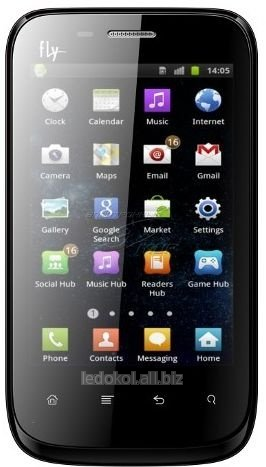 fly
14:05
Clock Calendar Music Internet
16
Camera Maps Email Gmail
Gallery Google Search Market Settings
16
Social Hub Music Hub Readers Hub Game Hub
1
Phone Contacts Messaging Home
ledokol.all.biz